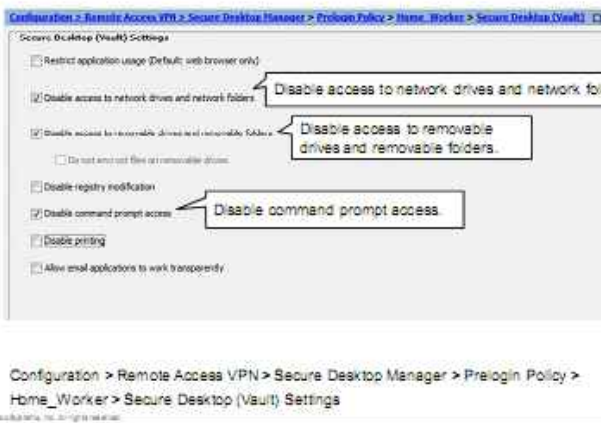 Configuration > Remote Access VPN > Secure Desktop Manager > Prelogin Policy > Home_Worker > Secure Desktop (Vault)
Secure Desktop (Vault) Settings
Restrict application usage (Default: web browser only)
Disable access to network drives and network folders
Disable access to network drives and network fol
Disable access to removable drives and removable folders
Disable access to removable
drives and removable folders.
Do not encrypt files on removable drives
Disable registry modification
Disable command prompt access
Disable command prompt access.
Disable printing
Allow email applications to work transparently
Configuration > Remote Access VPN > Secure Desktop Manager > Prelogin Policy >
Home_Worker > Secure Desktop (Vault) Settings
Inc. All rights reserved.